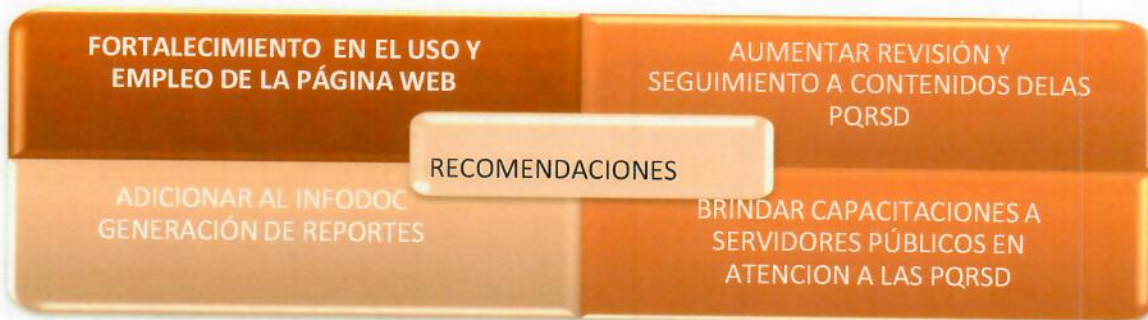 FORTALECIMIENTO EN EL USO Y
EMPLEO DE LA PÁGINA WEB
AUMENTAR REVISIÓN Y
SEGUIMIENTO A CONTENIDOS DELAS
PQRSD
RECOMENDACIONES
ADICIONAR AL INFODOC
GENERACIÓN DE REPORTES
BRINDAR CAPACITACIONES A
SERVIDORES PÚBLICOS EN
ATENCION A LAS PQRSD